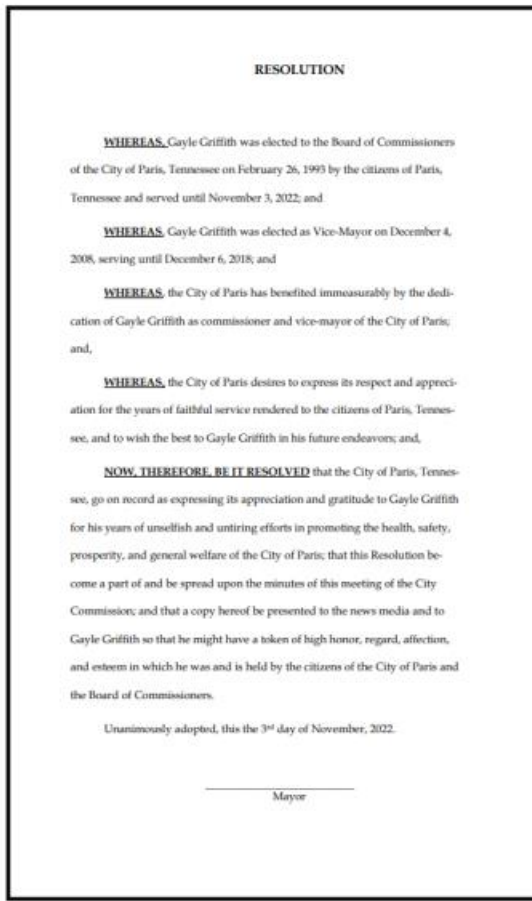 RESOLUTION
WHEREAS, Gayle Griffith was elected to the Board of Commissioners
of the City of Paris, Tennessee on February 26, 1993 by the citizens of Paris,
Tennessee and served until November 3, 2022; and
WHEREAS, Gayle Griffith was elected as Vice-Mayor on December 4,
2008, serving until December 6, 2018; and
WHEREAS, the City of Paris has benefited immeasurably by the dedi-
cation of Gayle Griffith as commissioner and vice-mayor of the City of Paris;
and,
WHEREAS, the City of Paris desires to express its respect and appreci-
ation for the years of faithful service rendered to the citizens of Paris, Tennes-
see, and to wish the best to Gayle Griffith in his future endeavors; and,
NOW, THEREFORE, BE IT RESOLVED that the City of Paris, Tennes-
see, go on record as expressing its appreciation and gratitude to Gayle Griffith
for his years of unselfish and untiring efforts in promoting the health, safety,
prosperity, and general welfare of the City of Paris; that this Resolution be-
come a part of and be spread upon the minutes of this meeting of the City
Commission; and that a copy hereof be presented to the news media and to
Gayle Griffith so that he might have a token of high honor, regard, affection,
and esteem in which he was and is held by the citizens of the City of Paris and
the Board of Commissioners.
Unanimously adopted, this the 3rd day of November, 2022.
Mayor